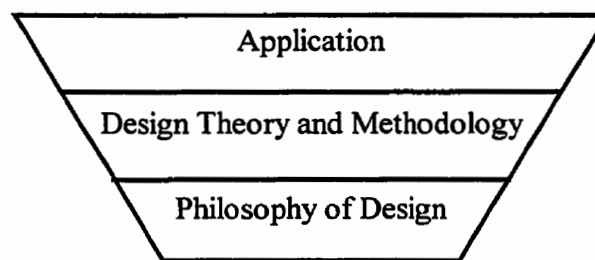 Application
Design Theory and Methodology
Philosophy of Design